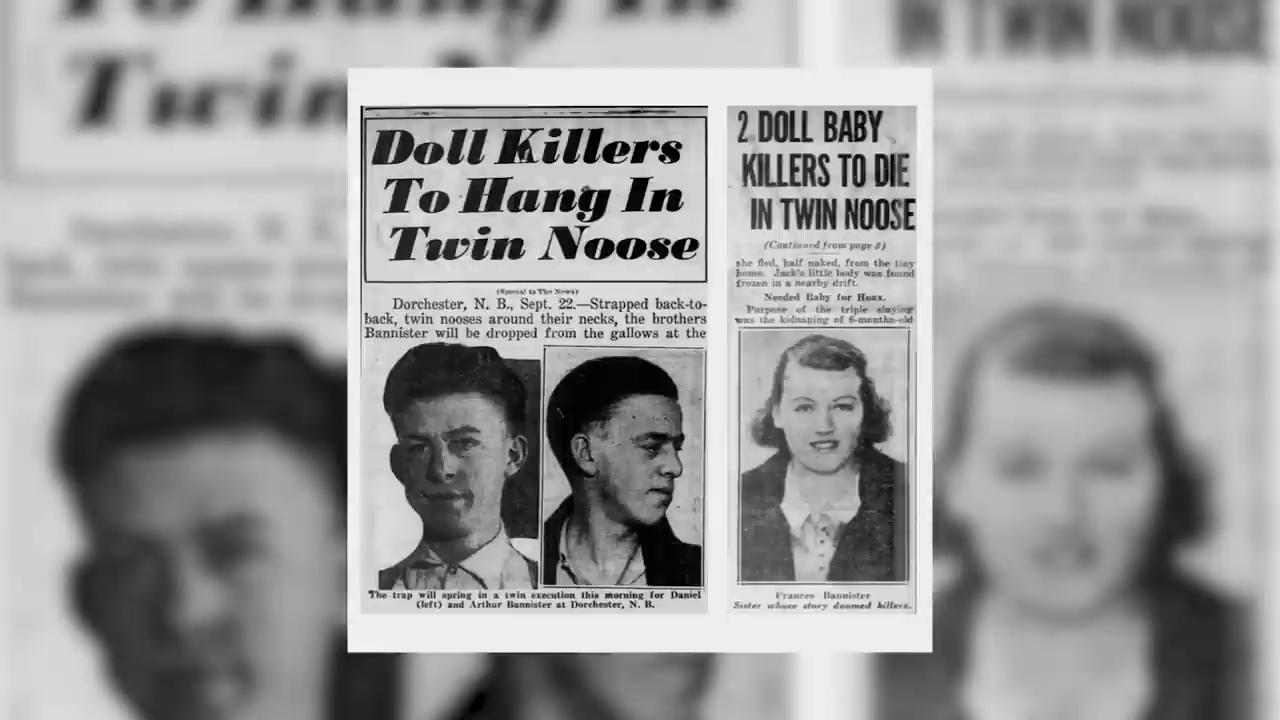 Doll Killers
To Hang In
Twin Noose
(Special to The News)
Dorchester, N. B., Sept. 22.—Strapped back-to-
back, twin nooses around their necks, the brothers
Bannister will be dropped from the gallows at the
The trap will spring in a twin execution this morning for Daniel
(left) and Arthur Bannister at Dorchester, N. B.
2 DOLL BABY
KILLERS TO DIE
IN TWIN NOOSE
(Continued from page 3)
she fled, half naked, from the tiny
home. Jack's little body was found
frozen in a nearby drift.
Needed Baby for Hoax.
Purpose of the triple slaying
was the kidnaping of 6-months-old
Frances Bannister
Sister whose story doomed killers.